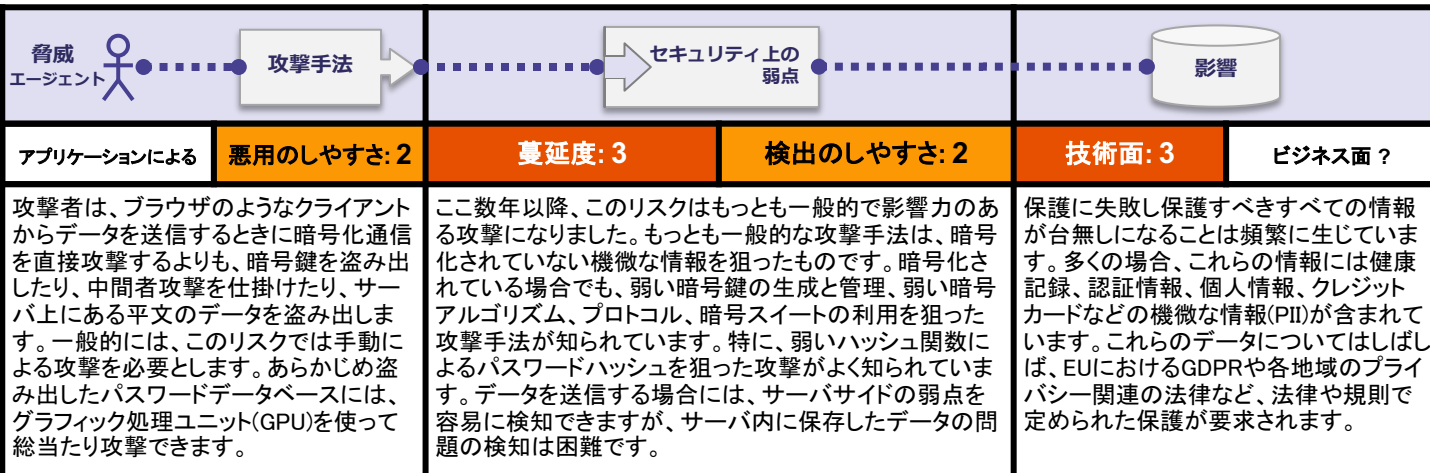 脅威
エージェント
攻撃手法
セキュリティ上の
弱点
影響
アプリケーションによる
悪用のしやすさ: 2
蔓延度: 3
検出のしやすさ: 2
技術面: 3
ビジネス面 ?
攻撃者は、ブラウザのようなクライアント
からデータを送信するときに暗号化通信
を直接攻撃するよりも、暗号鍵を盗み出
したり、中間者攻撃を仕掛けたり、サー
バ上にある平文のデータを盗み出しま
す。一般的には、このリスクでは手動に
よる攻撃を必要とします。あらかじめ盗
み出したパスワードデータベースには、
グラフィック処理ユニット(GPU)を使って
総当たり攻撃できます。
ここ数年以降、このリスクはもっとも一般的で影響力のあ
る攻撃になりました。もっとも一般的な攻撃手法は、暗号
化されていない機微な情報を狙ったものです。暗号化さ
れている場合でも、弱い暗号鍵の生成と管理、弱い暗号
アルゴリズム、プロトコル、暗号スイートの利用を狙った
攻撃手法が知られています。特に、弱いハッシュ関数に
よるパスワードハッシュを狙った攻撃がよく知られていま
す。データを送信する場合には、サーバサイドの弱点を
容易に検知できますが、サーバ内に保存したデータの問
題の検知は困難です。
保護に失敗し保護すべきすべての情報
が台無しになることは頻繁に生じていま
す。多くの場合、これらの情報には健康
記録、認証情報、個人情報、クレジット
カードなどの機微な情報(PII)が含まれて
います。これらのデータについてはしばし
ば、EUにおけるGDPRや各地域のプライ
バシー関連の法律など、法律や規則で
定められた保護が要求されます。